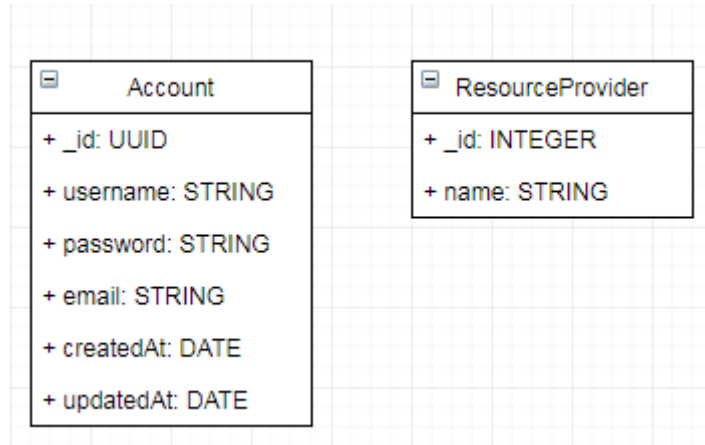 Account
+ _id: UUID
+ username: STRING
+ password: STRING
+ email: STRING
+ createdAt: DATE
+ updatedAt: DATE
ResourceProvider
+ _id: INTEGER
+ name: STRING